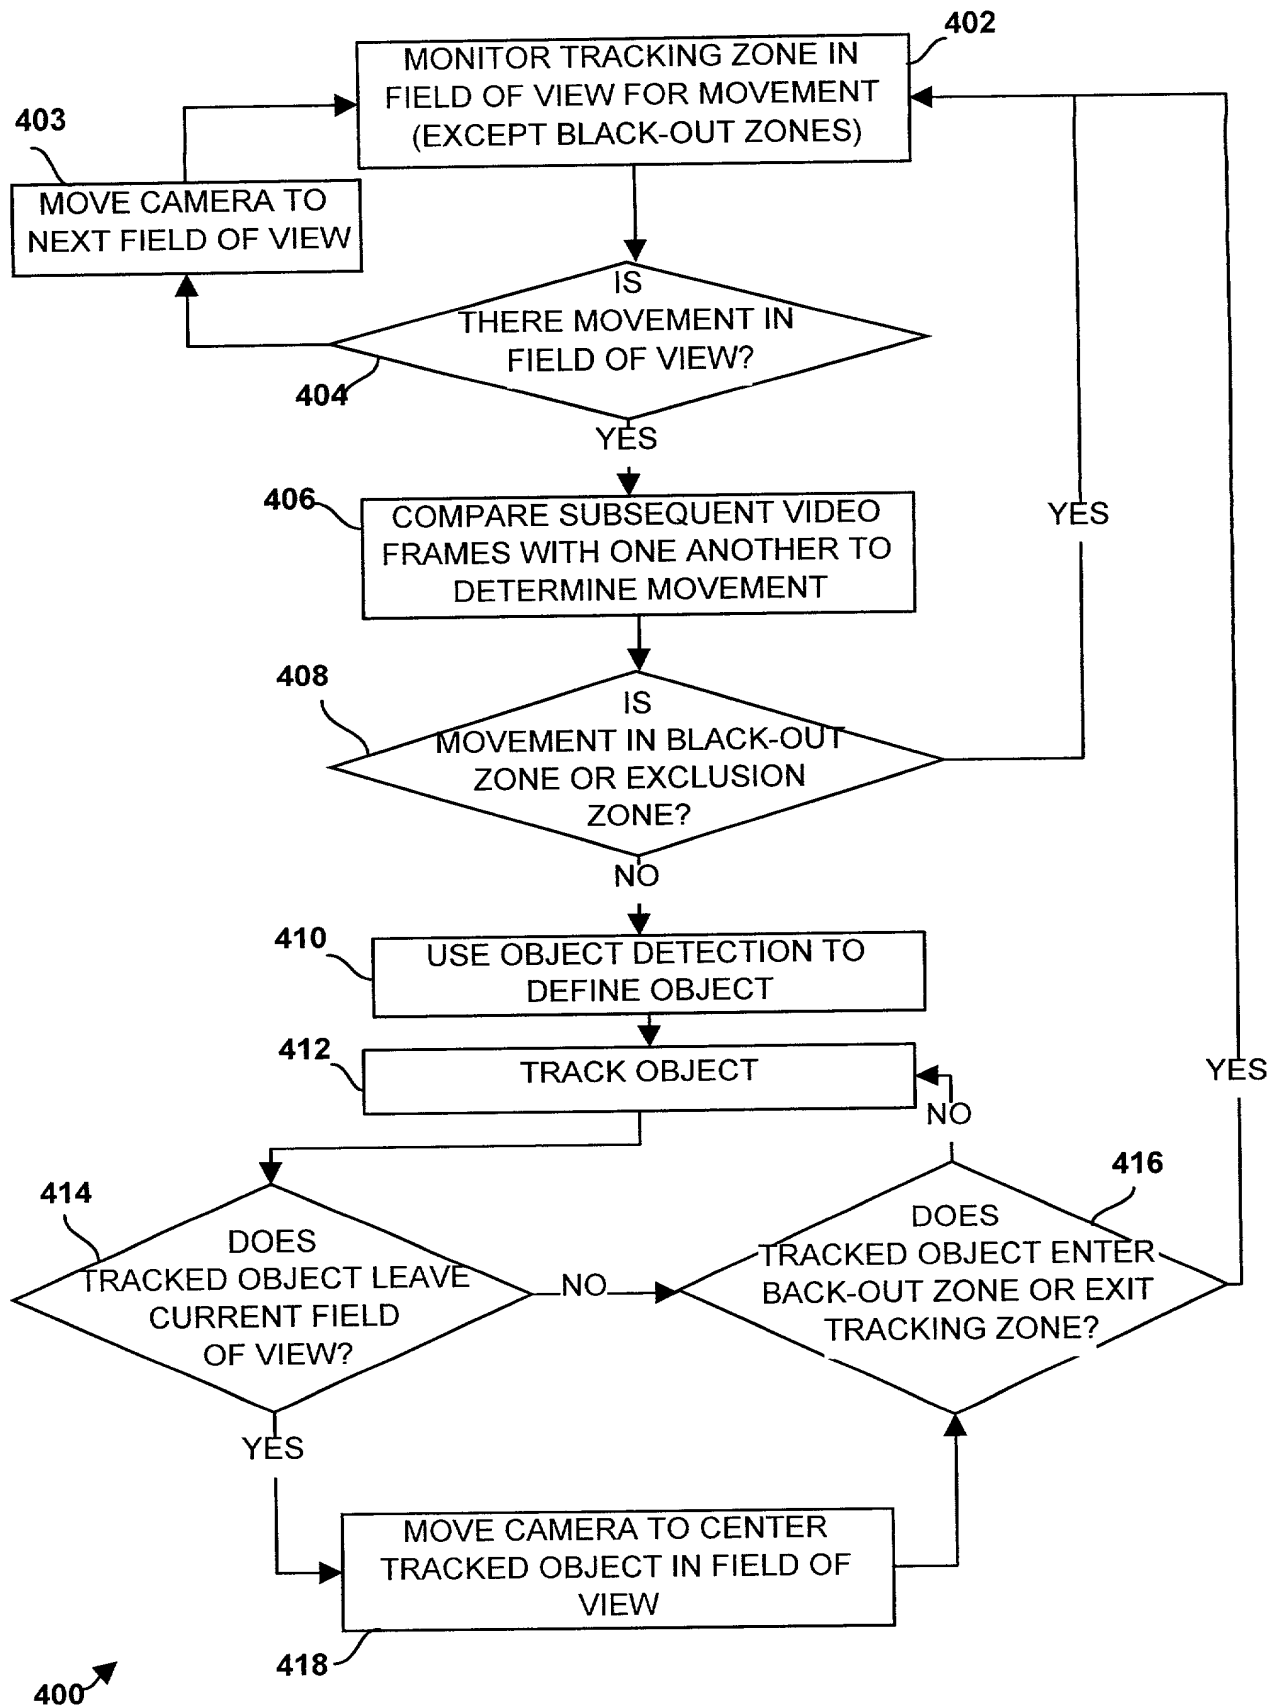 402
MONITOR TRACKING ZONE IN
FIELD OF VIEW FOR MOVEMENT
(EXCEPT BLACK-OUT ZONES)
403
MOVE CAMERA TO
NEXT FIELD OF VIEW
IS
THERE MOVEMENT IN
FIELD OF VIEW?
404
YES
406
COMPARE SUBSEQUENT VIDEO
FRAMES WITH ONE ANOTHER TO
DETERMINE MOVEMENT
YES
408
IS
MOVEMENT IN BLACK-OUT
ZONE OR EXCLUSION
ZONE?
NO
410
USE OBJECT DETECTION TO
DEFINE OBJECT
412
TRACK OBJECT
YES
NO
414
DOES
TRACKED OBJECT LEAVE
CURRENT FIELD
OF VIEW?
NO
416
DOES
TRACKED OBJECT ENTER
BACK-OUT ZONE OR EXIT
TRACKING ZONE?
YES
MOVE CAMERA TO CENTER
TRACKED OBJECT IN FIELD OF
VIEW
418
400